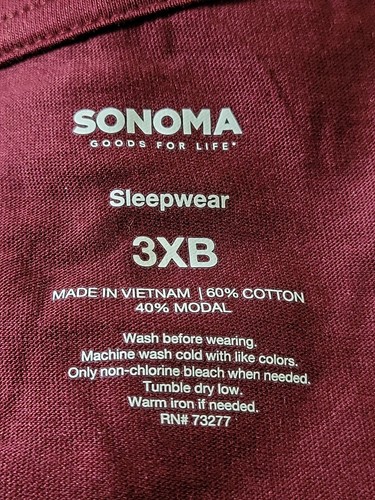 SONOMA
GOODS FOR LIFE*
Sleepwear
3XB
MADE IN VIETNAM | 60% COTTON
40% MODAL
Wash before wearing.
Machine wash cold with like colors.
Only non-chlorine bleach when needed.
Tumble dry low.
Warm iron if needed.
RN# 73277